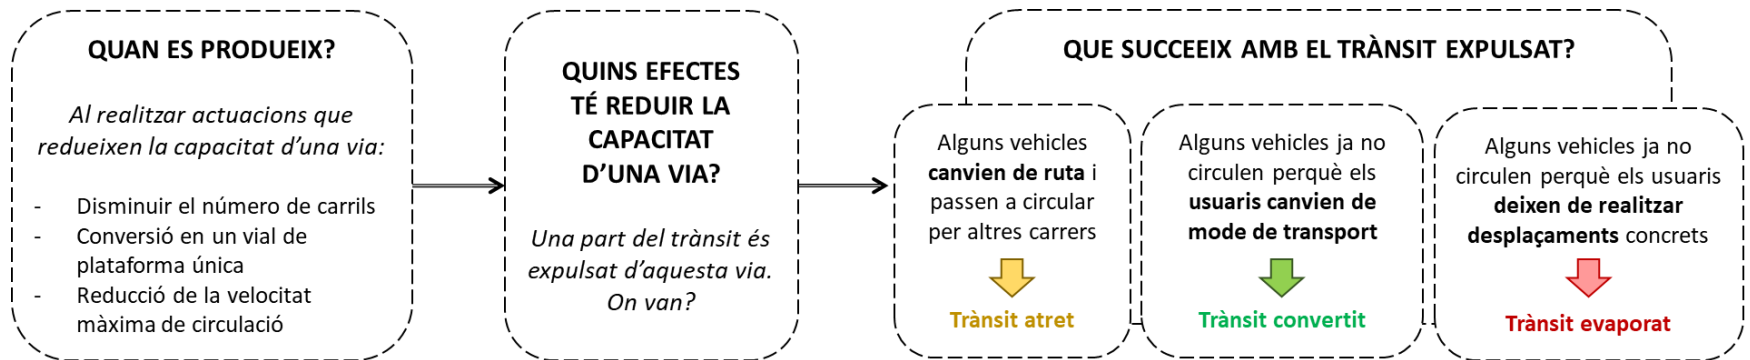 QUAN ES PRODUEIX?
Al realitzar actuacions que
redueixen la capacitat d'una via:
- Disminuir el número de carrils
- Conversió en un vial de
plataforma única
- Reducció de la velocitat
màxima de circulació
QUINS EFECTES
TÉ REDUIR LA
CAPACITAT
D'UNA VIA?
Una part del trànsit és
expulsat d'aquesta via.
On van?
QUE SUCCEEIX AMB EL TRÀNSIT EXPULSAT?
Alguns vehicles
canvien de ruta i
passen a circular
per altres carrers
Trànsit atret
Alguns vehicles ja no
circulen perquè els
usuaris canvien de
mode de transport
Trànsit convertit
Alguns vehicles ja no
circulen perquè els usuaris
deixen de realitzar
desplaçaments concrets
Trànsit evaporat